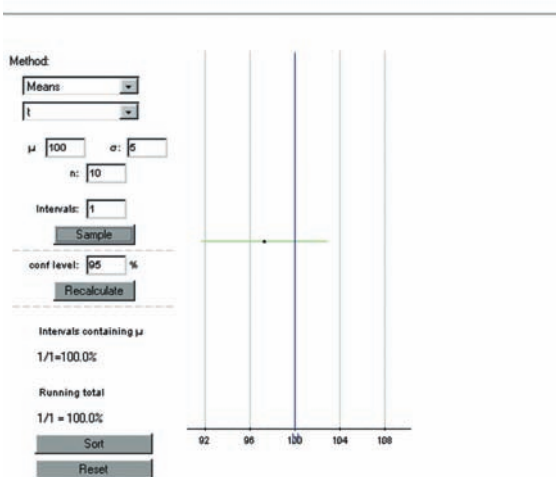 Method:
Means
t
μ 100 σ: 5
n: 10
Intervals: 1
Sample
conf level: 95 %
Recalculate
Intervals containing μ
1/1=100.0%
Running total
1/1 = 100.0%
Sort
Reset
92 96 100 104 108